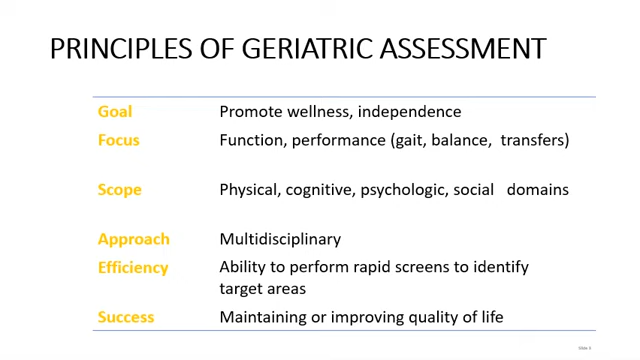 PRINCIPLES OF GERIATRIC ASSESSMENT
Goal Promote wellness, independence
Focus Function, performance (gait, balance, transfers)
Scope Physical, cognitive, psychologic, social domains
Approach Multidisciplinary
Efficiency Ability to perform rapid screens to identify
target areas
Success Maintaining or improving quality of life